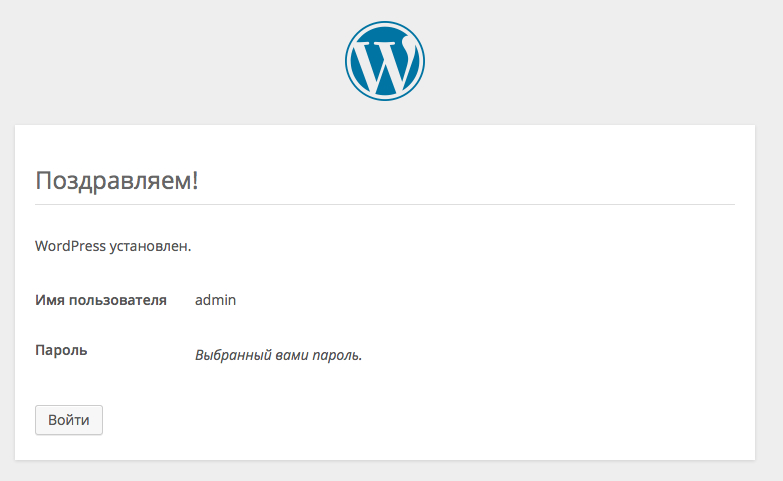 Поздравляем!
WordPress установлен.
Имя пользователя admin
Пароль Выбранный вами пароль.
Войти